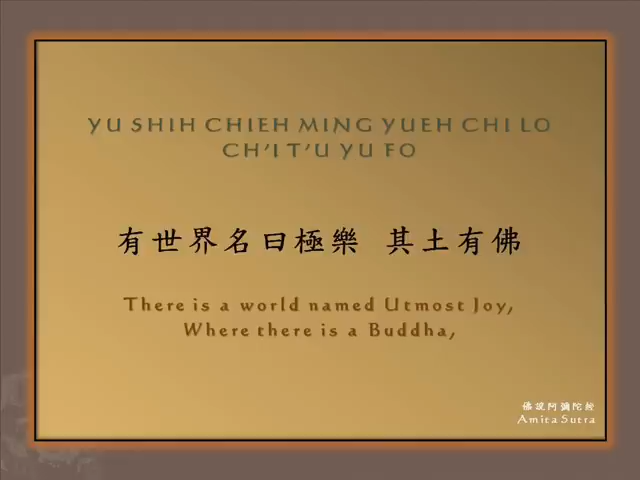 YU SHIH CHIEH MING YUEH CHI LO
CH'I T'U YU FO
有世界名曰極樂 其土有佛
There is a world named Utmost Joy,
Where there is a Buddha,
佛說阿彌陀經
Amita Sutra